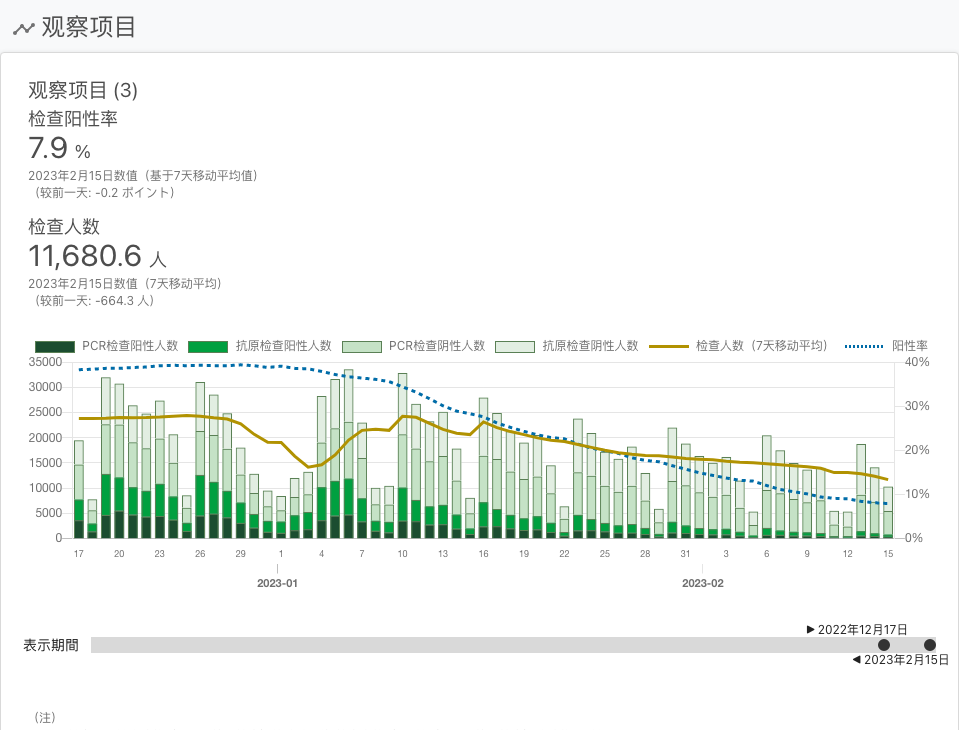 观察项目
观察项目 (3)
检查阳性率
7.9 %
2023年2月15日数值（基于7天移动平均值）
（较前一天: -0.2 ポイント）
检查人数
11,680.6 人
2023年2月15日数值（7天移动平均）
（较前一天: -664.3 人）
PCR检查阳性人数 抗原检查阳性人数 PCR检查阴性人数 抗原检查阴性人数 检查人数（7天移动平均） 阳性率
35000 40%
30000
25000 30%
20000
20%
15000
10000 10%
5000
0 0%
17 20 23 26 29 1 4 7 10 13 16 19 22 25 28 31 3 6 9 12 15
2023-01 2023-02
▶ 2022年12月17日
表示期間
◀ 2023年2月15日
（注）